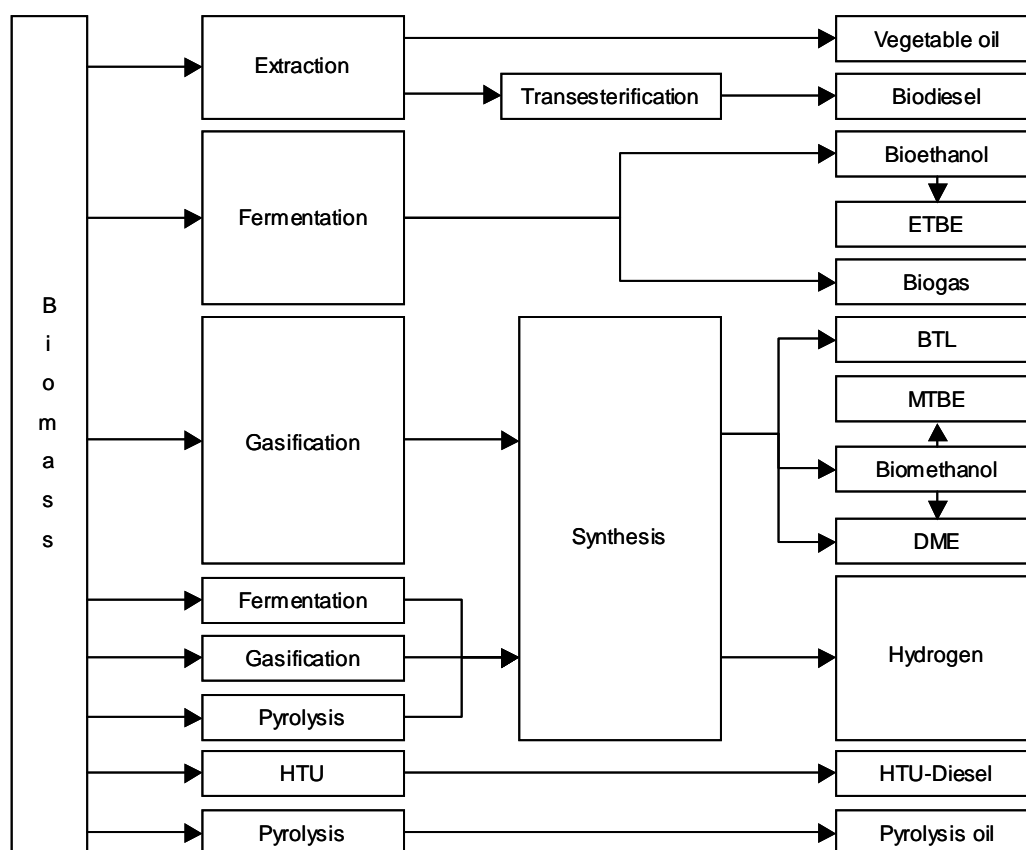 Biomass
Extraction
Transesterification
Vegetable oil
Biodiesel
Fermentation
Bioethanol
ETBE
Biogas
Gasification
Synthesis
BTL
MTBE
Biomethanol
DME
Fermentation
Gasification
Pyrolysis
Hydrogen
HTU
HTU-Diesel
Pyrolysis
Pyrolysis oil